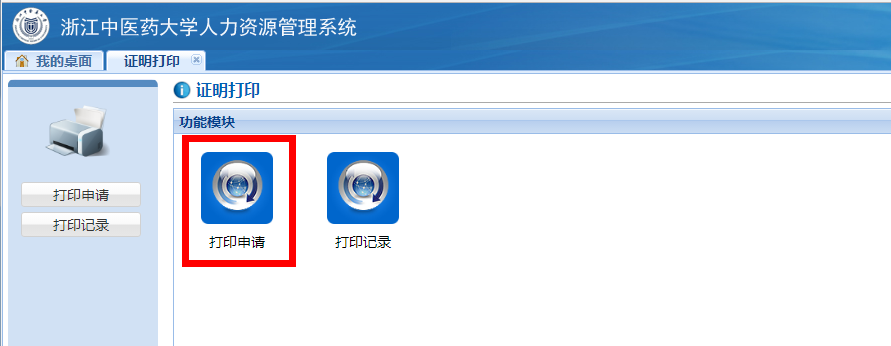 浙江中医药大学人力资源管理系统
我的桌面
证明打印
证明打印
功能模块
打印申请
打印记录
打印申请
打印记录